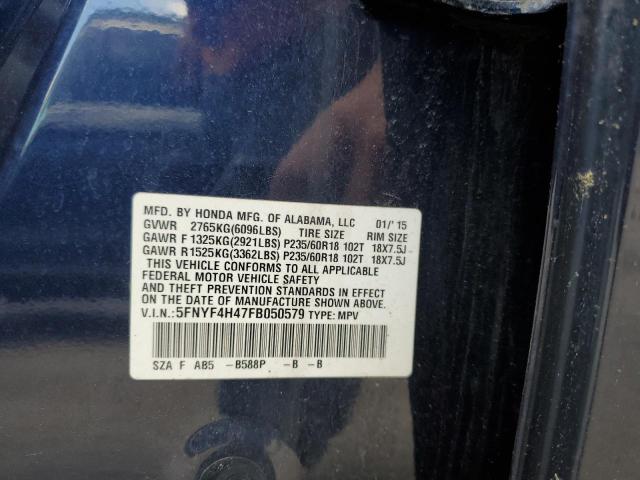 MFD. BY HONDA MFG. OF ALABAMA, LLC 01/'15
GVWR 2765KG(6096LBS) TIRE SIZE RIM SIZE
GAWR F 1325KG(2921LBS) P235/60R18 102T 18X7.5J
GAWR R 1525KG(3362LBS) P235/60R18 102T 18X7.5J
THIS VEHICLE CONFORMS TO ALL APPLICABLE
FEDERAL MOTOR VEHICLE SAFETY
AND THEFT PREVENTION STANDARDS IN EFFECT
ON THE DATE OF MANUFACTURE SHOWN ABOVE.
V.I.N.:5FNYF4H47FB050579 TYPE: MPV
SZA F AB5 -B588P -B -B